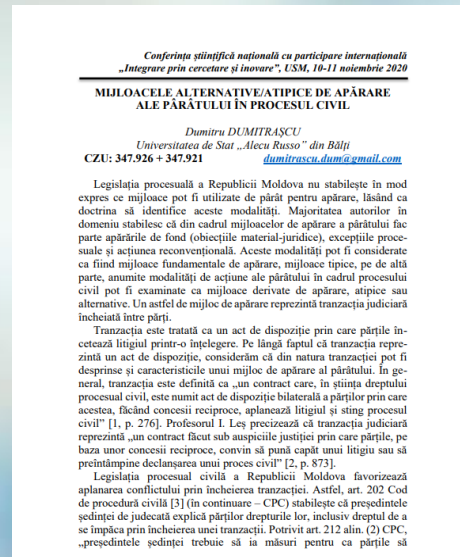 Conferința științifică națională cu participare internațională
„Integrare prin cercetare și inovare”, USM, 10-11 noiembrie 2020
MIJLOACELE ALTERNATIVE/ATIPICE DE APĂRARE
ALE PÂRÂTULUI ÎN PROCESUL CIVIL
Dumitru DUMITRAȘCU
Universitatea de Stat „Alecu Russo” din Bălți
CZU: 347.926 + 347.921 dumitrascu.dum@gmail.com
Legislația procesuală a Republicii Moldova nu stabilește în mod
expres ce mijloace pot fi utilizate de pârât pentru apărare, lăsând ca
doctrina să identifice aceste modalități. Majoritatea autorilor în
domeniu stabilesc că din cadrul mijloacelor de apărare a pârâtului fac
parte apărările de fond (obiecțiile material-juridice), excepțiile proce-
suale și acțiunea reconvențională. Aceste modalități pot fi considerate
ca fiind mijloace fundamentale de apărare, mijloace tipice, pe de altă
parte, anumite modalități de acțiune ale pârâtului în cadrul procesului
civil pot fi examinate ca mijloace derivate de apărare, atipice sau
alternative. Un astfel de mijloc de apărare reprezintă tranzacția judiciară
încheiată între părți.
Tranzacția este tratată ca un act de dispoziție prin care părțile în-
cetează litigiul printr-o înțelegere. Pe lângă faptul că tranzacția repre-
zintă un act de dispoziție, considerăm că din natura tranzacției pot fi
desprinse și caracteristicile unui mijloc de apărare al pârâtului. În ge-
neral, tranzacția este definită ca „un contract care, în știința dreptului
procesual civil, este numit act de dispoziție bilaterală a părților prin care
acestea, făcând concesii reciproce, aplanează litigiul și sting procesul
civil” [1, p. 276]. Profesorul I. Leș precizează că tranzacția judiciară
reprezintă „un contract făcut sub auspiciile justiției prin care părțile, pe
baza unor concesii reciproce, convin să pună capăt unui litigiu sau să
preîntâmpine declanșarea unui proces civil” [2, p. 873].
Legislația procesual civilă a Republicii Moldova favorizează
aplanarea conflictului prin încheierea tranzacției. Astfel, art. 202 Cod
de procedură civilă [3] (în continuare – CPC) stabilește că președintele
ședinței de judecată explică părților drepturile lor, inclusiv dreptul de a
se împăca prin încheierea unei tranzacții. Potrivit art. 212 alin. (2) CPC,
„președintele ședinței trebuie să ia măsuri pentru ca părțile să